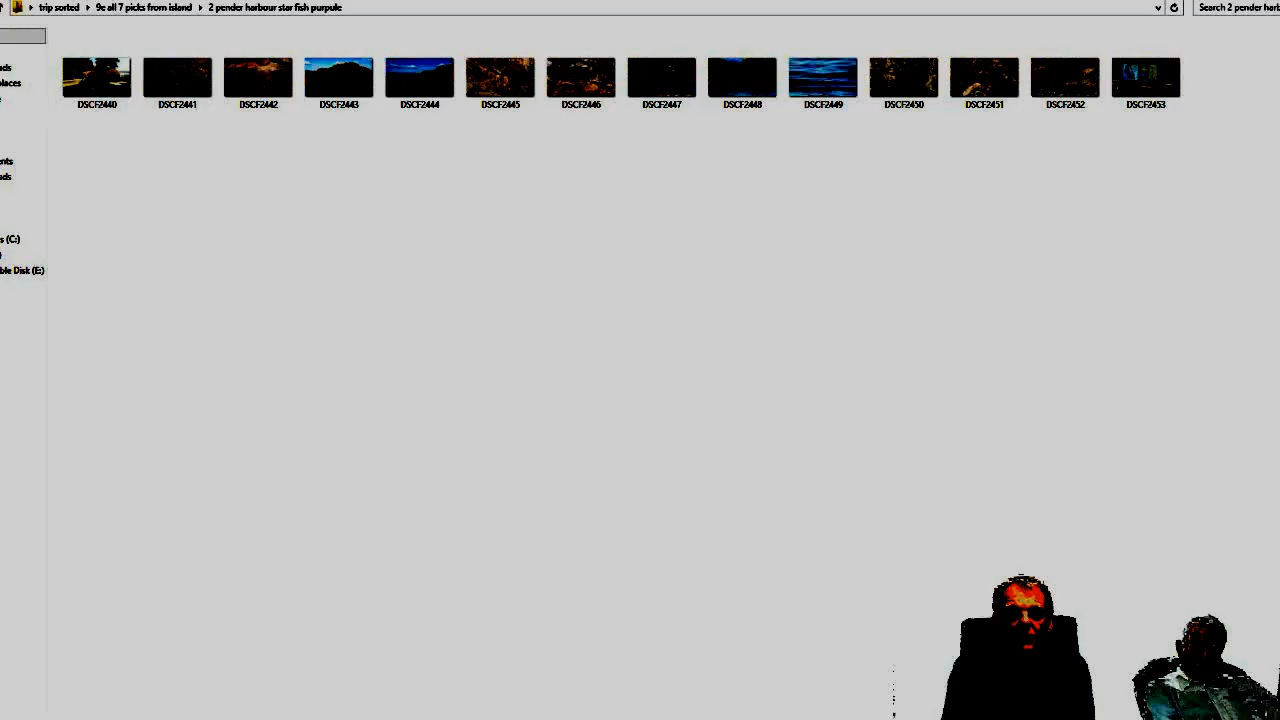 trip sorted 9e all 7 picks from island 2 pender harbour star fish purpule
Search 2 pender harb
DSCF2440 DSCF2441 DSCF2442 DSCF2443 DSCF2444 DSCF2445 DSCF2446 DSCF2447 DSCF2448 DSCF2449 DSCF2450 DSCF2451 DSCF2452 DSCF2453
ads
places
ents
ads
s (C:)
)
ble Disk (E:)